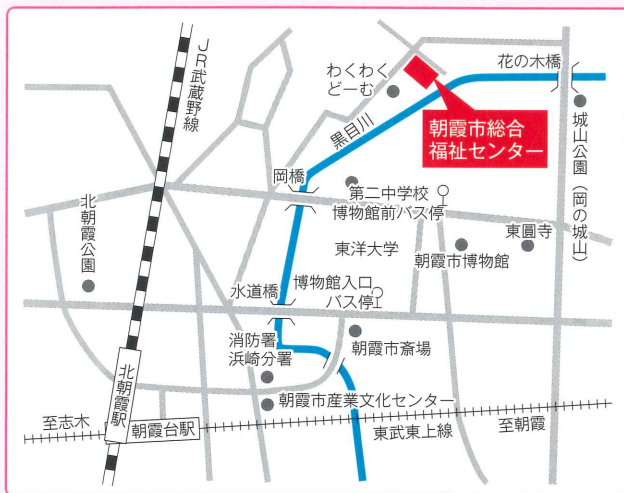 JR武蔵野線
わくわく
どーむ
花の木橋
黒目川
朝霞市総合
福祉センター
城山公園（岡の城山）
岡橋
第二中学校
博物館前バス停
北朝霞公園
東洋大学
東圓寺
朝霞市博物館
水道橋
博物館入口
バス停
消防署
浜崎分署
朝霞市斎場
北朝霞駅
朝霞市産業文化センター
至志木
朝霞台駅
東武東上線
至朝霞